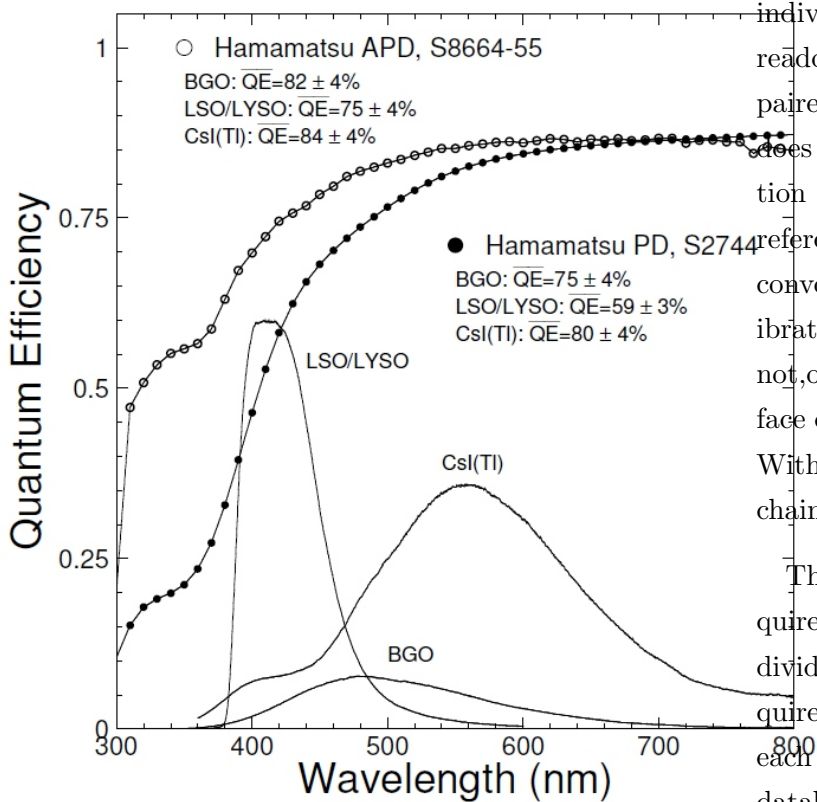 1
Hamamatsu APD, S8664-55
BGO: QE=82 ± 4%
LSO/LYSO: QE=75 ± 4%
CsI(Tl): QE=84 ± 4%
0.75
Hamamatsu PD, S2744
BGO: QE=75 ± 4%
LSO/LYSO: QE=59 ± 3%
CsI(Tl): QE=80 ± 4%
LSO/LYSO
0.5
CsI(Tl)
0.25
BGO
0
300 400 500 600 700 800
Quantum Efficiency
Wavelength (nm)
indiv
reado
paire
does
tion
refere
conve
ibrat
not,o
face
With
chain
Th
quire
divid
quire
each